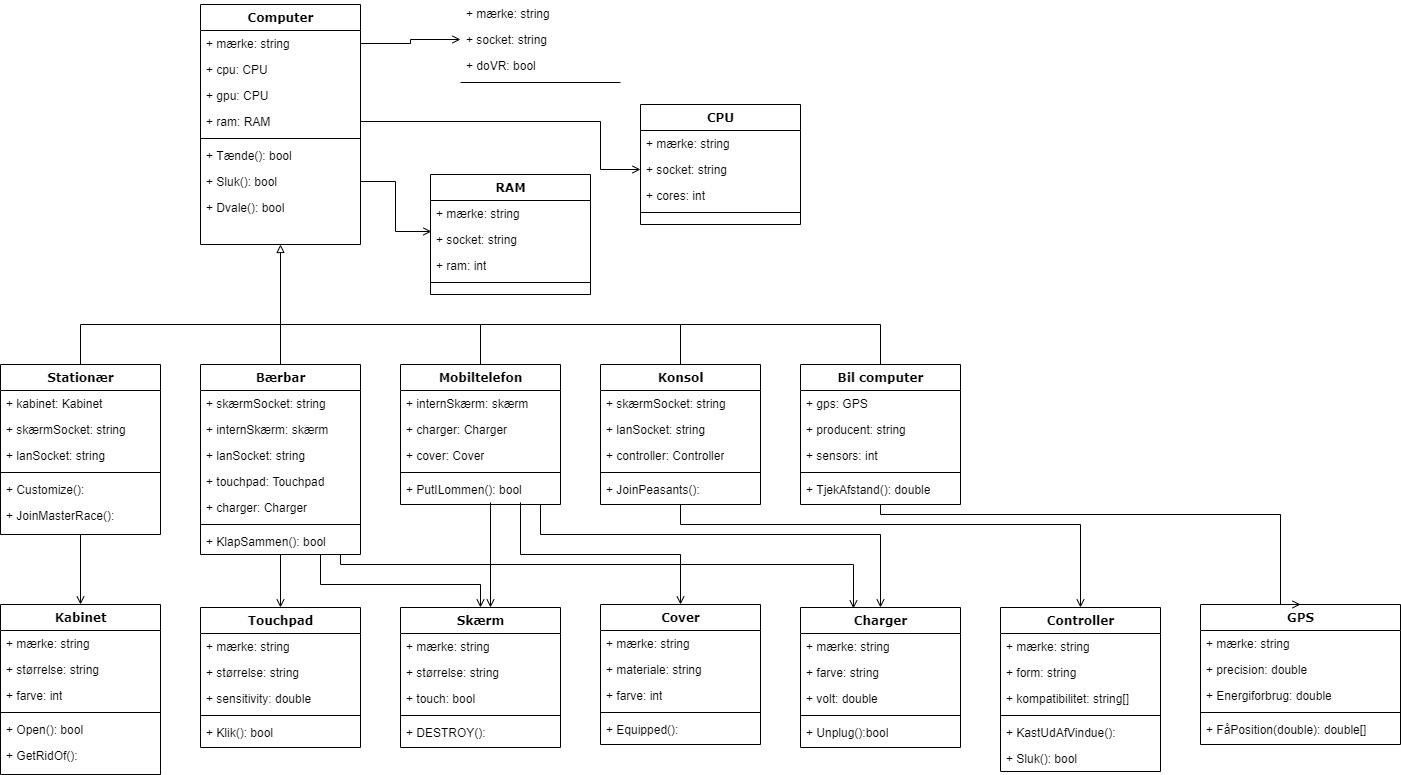 Computer
+ mærke: string
+ cpu: CPU
+ gpu: CPU
+ ram: RAM
+ Tænde(): bool
+ Sluk(): bool
+ Dvale(): bool
+ mærke: string
+ socket: string
+ doVR: bool
CPU
+ mærke: string
+ socket: string
+ cores: int
RAM
+ mærke: string
+ socket: string
+ ram: int
Stationær
+ kabinet: Kabinet
+ skærmSocket: string
+ lanSocket: string
+ Customize():
+ JoinMasterRace():
Bærbar
+ skærmSocket: string
+ internSkærm: skærm
+ lanSocket: string
+ touchpad: Touchpad
+ charger: Charger
+ KlapSammen(): bool
Mobiltelefon
+ internSkærm: skærm
+ charger: Charger
+ cover: Cover
+ PutILommen(): bool
Konsol
+ skærmSocket: string
+ lanSocket: string
+ controller: Controller
+ JoinPeasants():
Bil computer
+ gps: GPS
+ producent: string
+ sensors: int
+ TjekAfstand(): double
Kabinet
+ mærke: string
+ størrelse: string
+ farve: int
+ Open(): bool
+ GetRidOf():
Touchpad
+ mærke: string
+ størrelse: string
+ sensitivity: double
+ Klik(): bool
Skærm
+ mærke: string
+ størrelse: string
+ touch: bool
+ DESTROY():
Cover
+ mærke: string
+ materiale: string
+ farve: int
+ Equipped():
Charger
+ mærke: string
+ farve: string
+ volt: double
+ Unplug():bool
Controller
+ mærke: string
+ form: string
+ kompatibilitet: string[]
+ KastUdAfVindue():
+ Sluk(): bool
GPS
+ mærke: string
+ precision: double
+ Energiforbrug: double
+ FåPosition(double): double[]